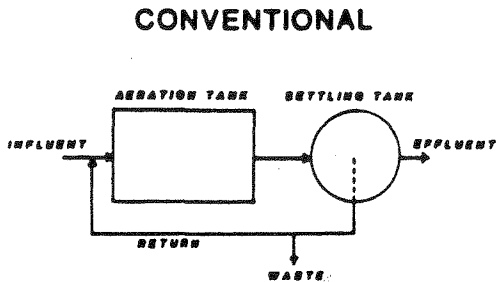 CONVENTIONAL
AERATION TANK
SETTLING TANK
INFLUENT
EFFLUENT
RETURN
WASTE